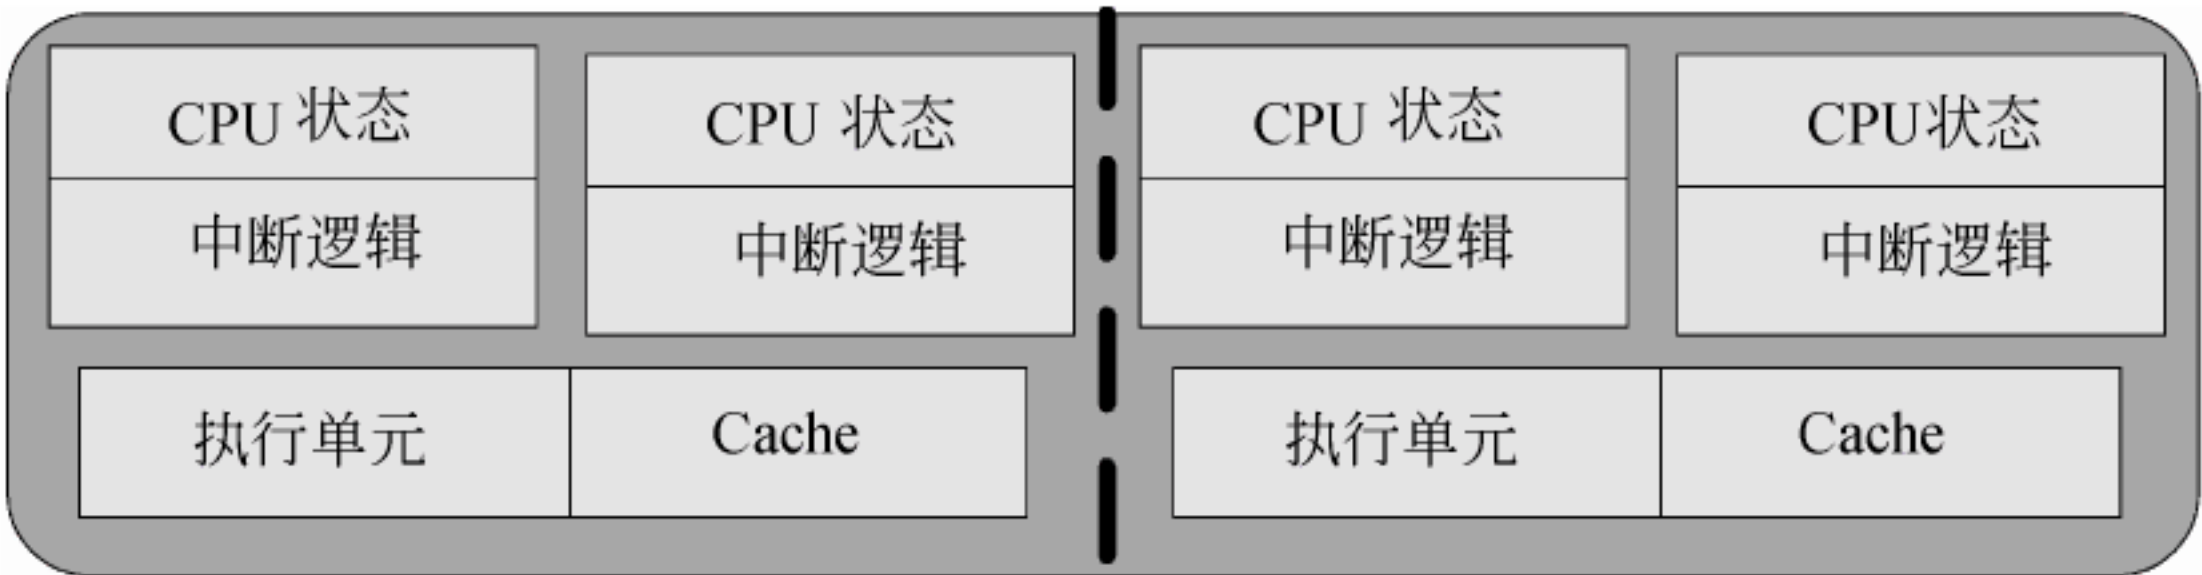 CPU 状态
中断逻辑
CPU 状态
中断逻辑
执行单元
Cache
CPU 状态
中断逻辑
CPU状态
中断逻辑
执行单元
Cache